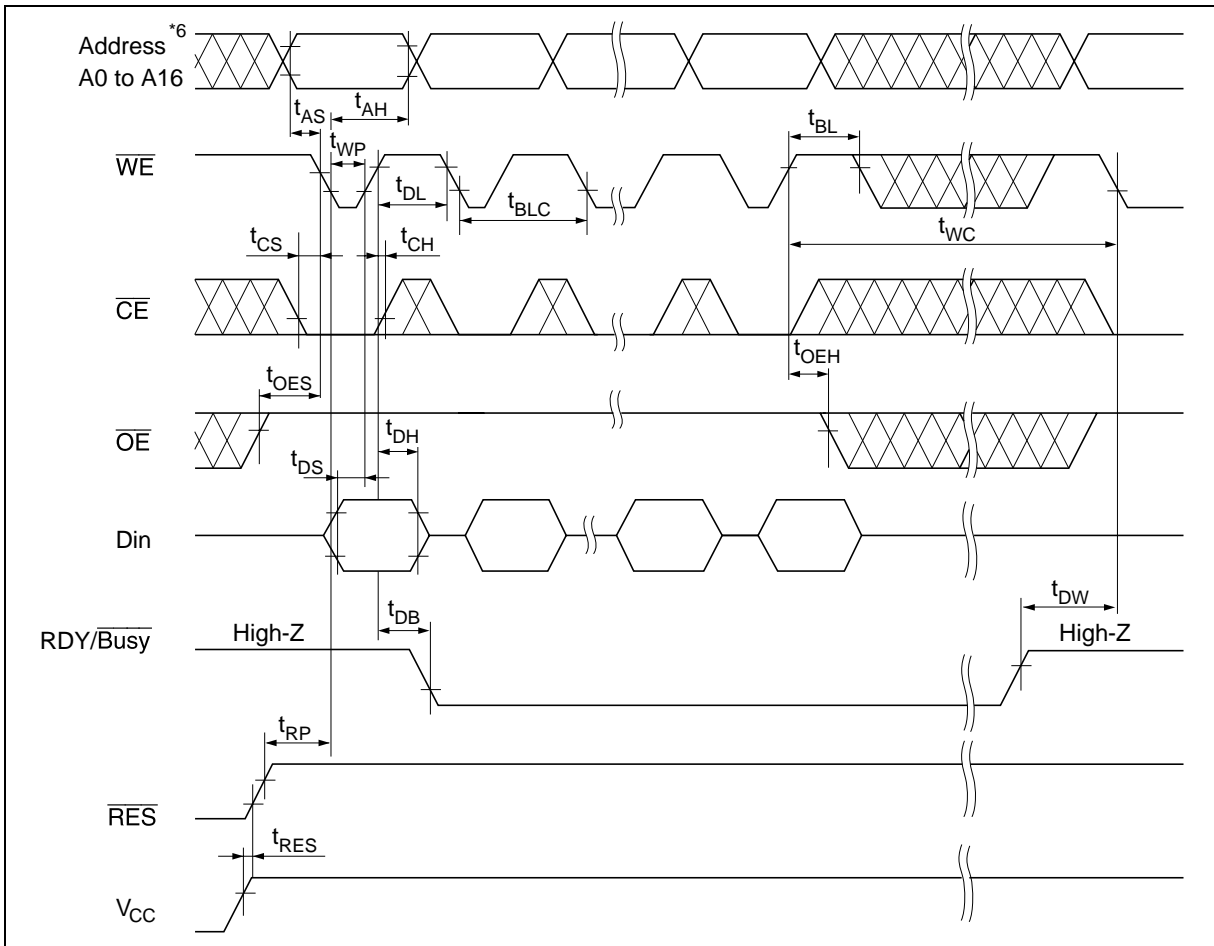 Address *6
A0 to A16
tAS
tAH
tWP
tBL
WE
tDL
tBLC
tWC
tCS
tCH
CE
tOES
tOEH
OE
tDH
tDS
Din
tDB
tDW
RDY/Busy
High-Z
High-Z
tRP
RES
tRES
VCC